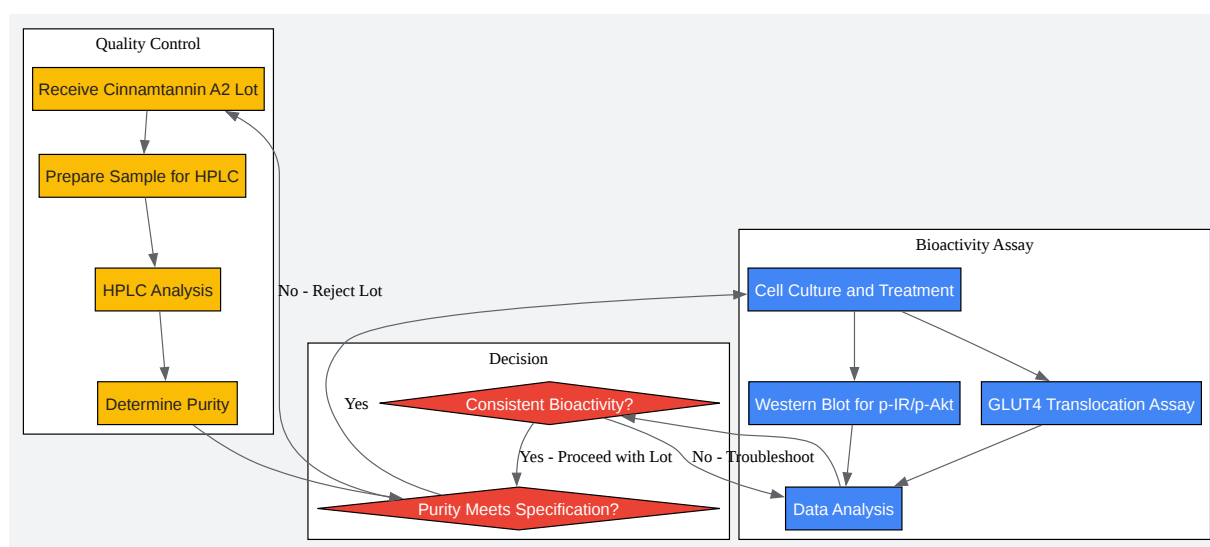 Quality Control
Receive Cinnamtannin A2 Lot
Prepare Sample for HPLC
HPLC Analysis
Determine Purity
No - Reject Lot
Decision
Consistent Bioactivity?
Yes
Yes - Proceed with Lot
No - Troubleshoot
Purity Meets Specification?
Bioactivity Assay
Cell Culture and Treatment
Western Blot for p-IR/p-Akt
GLUT4 Translocation Assay
Data Analysis